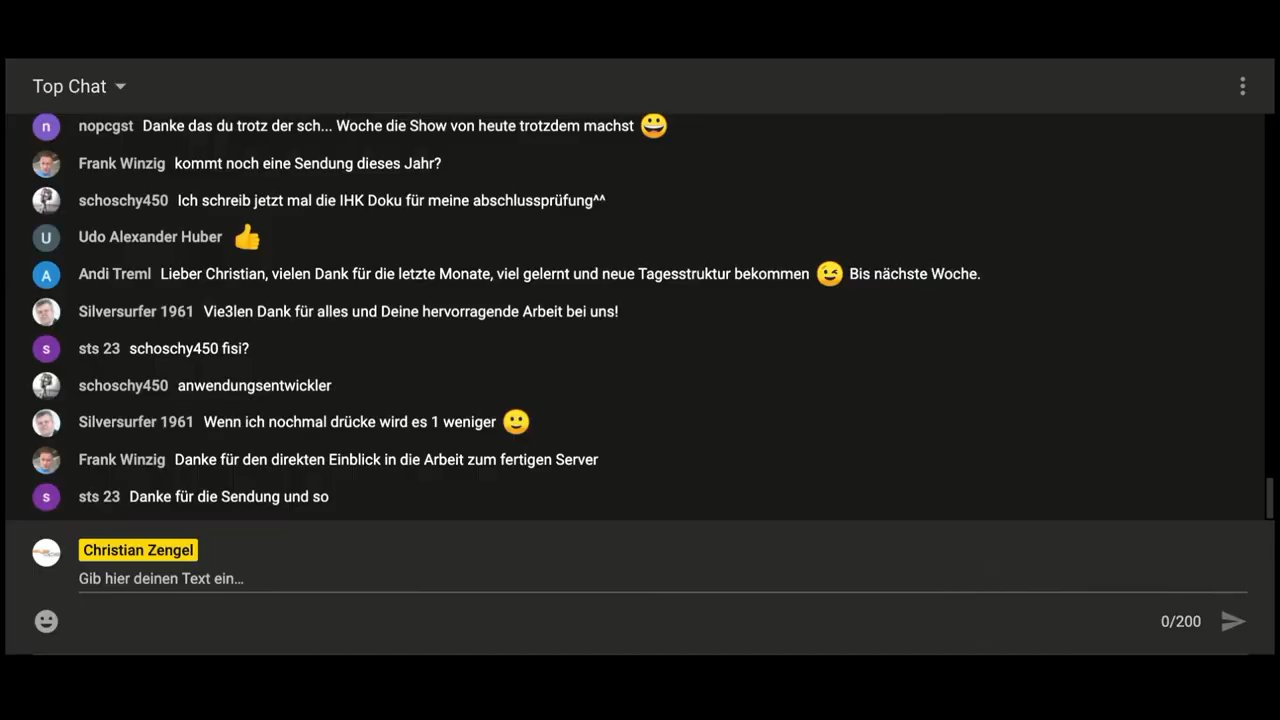 Top Chat
n nopcgst Danke das du trotz der sch... Woche die Show von heute trotzdem machst 😀
Frank Winzig kommt noch eine Sendung dieses Jahr?
schoschy450 Ich schreib jetzt mal die IHK Doku für meine abschlussprüfung^^
U Udo Alexander Huber 👍
A Andi Treml Lieber Christian, vielen Dank für die letzte Monate, viel gelernt und neue Tagesstruktur bekommen 😉 Bis nächste Woche.
Silversurfer 1961 Vie3len Dank für alles und Deine hervorragende Arbeit bei uns!
s sts 23 schoschy450 fisi?
schoschy450 anwendungsentwickler
Silversurfer 1961 Wenn ich nochmal drücke wird es 1 weniger 🙂
Frank Winzig Danke für den direkten Einblick in die Arbeit zum fertigen Server
s sts 23 Danke für die Sendung und so
Christian Zengel
Gib hier deinen Text ein...
0/200